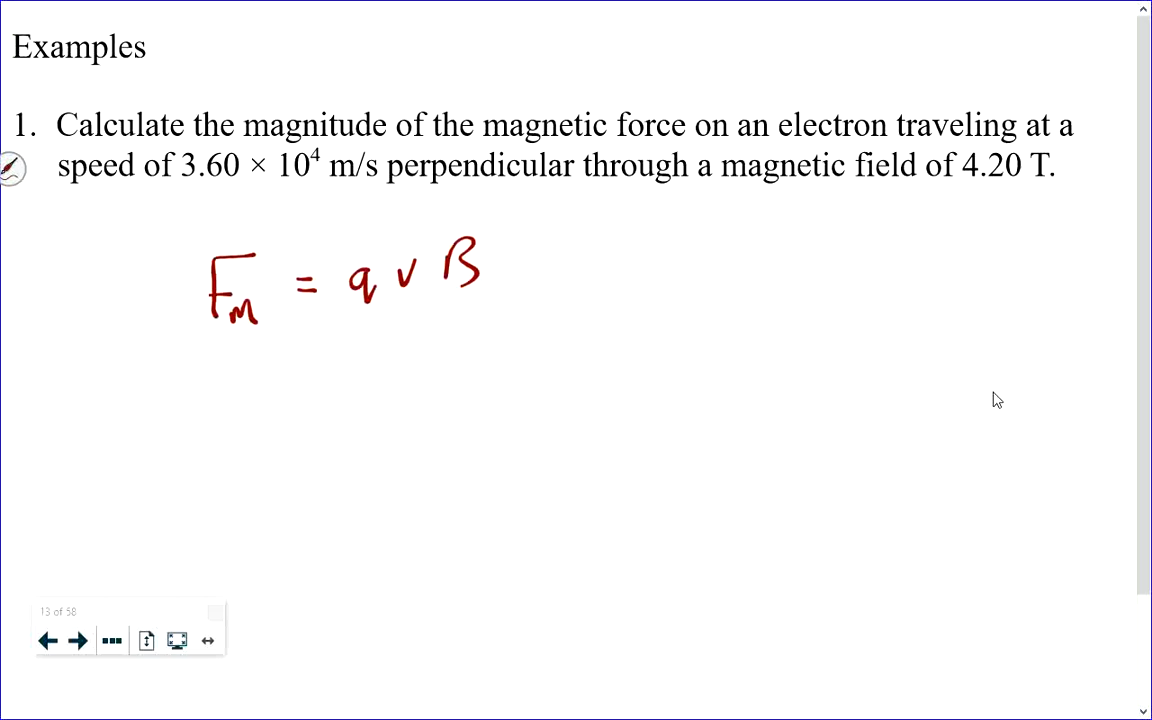 Examples
1. Calculate the magnitude of the magnetic force on an electron traveling at a
speed of 3.60 × 10⁴ m/s perpendicular through a magnetic field of 4.20 T.
Fₘ = q v B
13 of 58